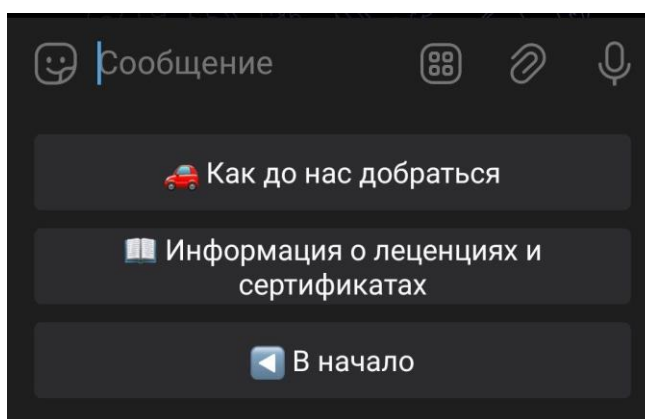 Сообщение
🚗 Как до нас добраться
📖 Информация о леценциях и
сертификатах
◀️ В начало